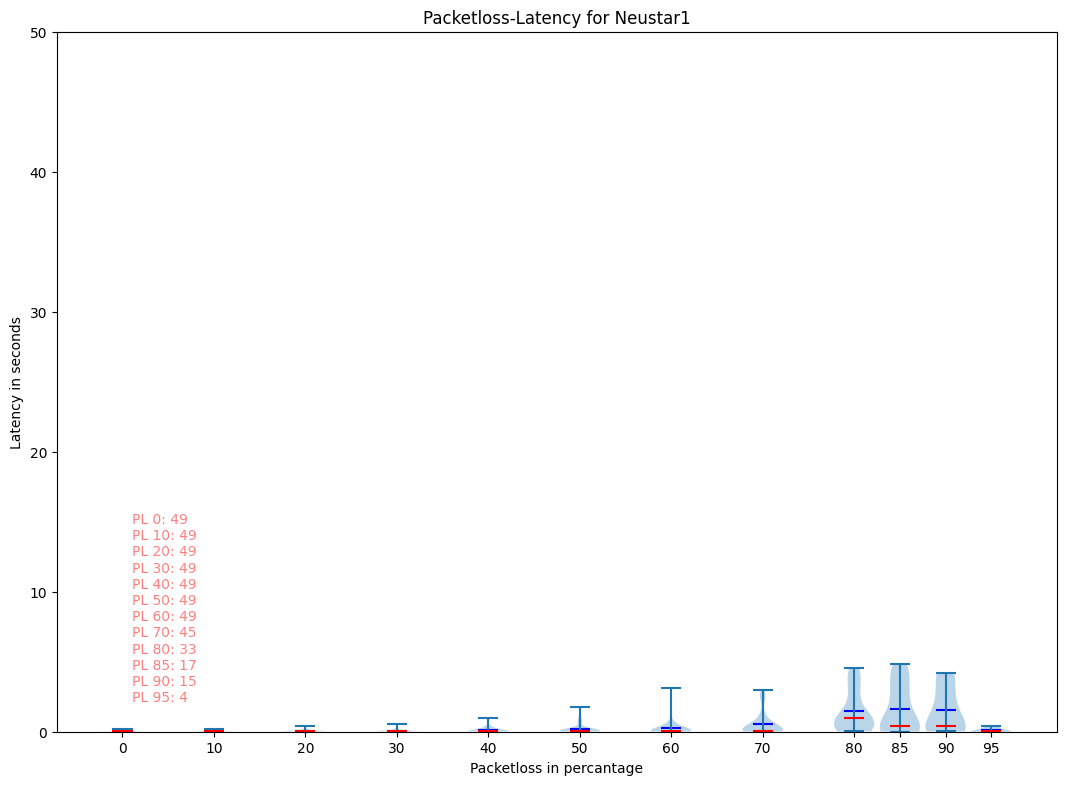 Packetloss-Latency for Neustar1
50
40
30
20
10
0
Latency in seconds
PL 0: 49
PL 10: 49
PL 20: 49
PL 30: 49
PL 40: 49
PL 50: 49
PL 60: 49
PL 70: 45
PL 80: 33
PL 85: 17
PL 90: 15
PL 95: 4
0 10 20 30 40 50 60 70 80 85 90 95
Packetloss in percantage